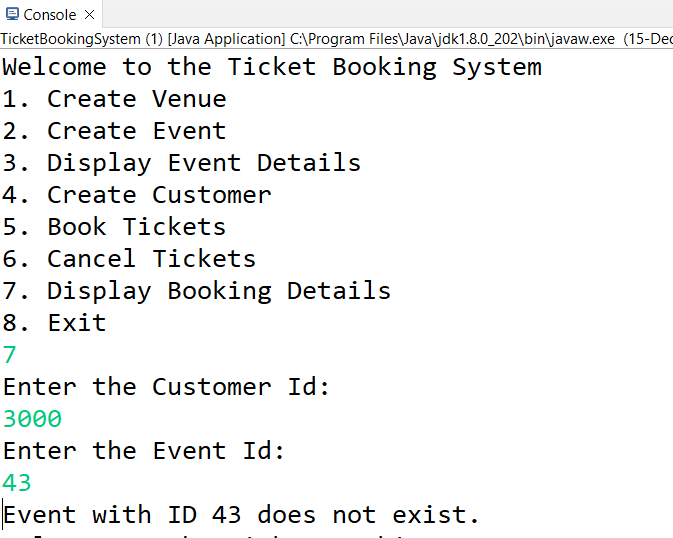 Console
TicketBookingSystem (1) [Java Application] C:\Program Files\Java\jdk1.8.0_202\bin\javaw.exe (15-Dec
Welcome to the Ticket Booking System
1. Create Venue
2. Create Event
3. Display Event Details
4. Create Customer
5. Book Tickets
6. Cancel Tickets
7. Display Booking Details
8. Exit
7
Enter the Customer Id:
3000
Enter the Event Id:
43
Event with ID 43 does not exist.